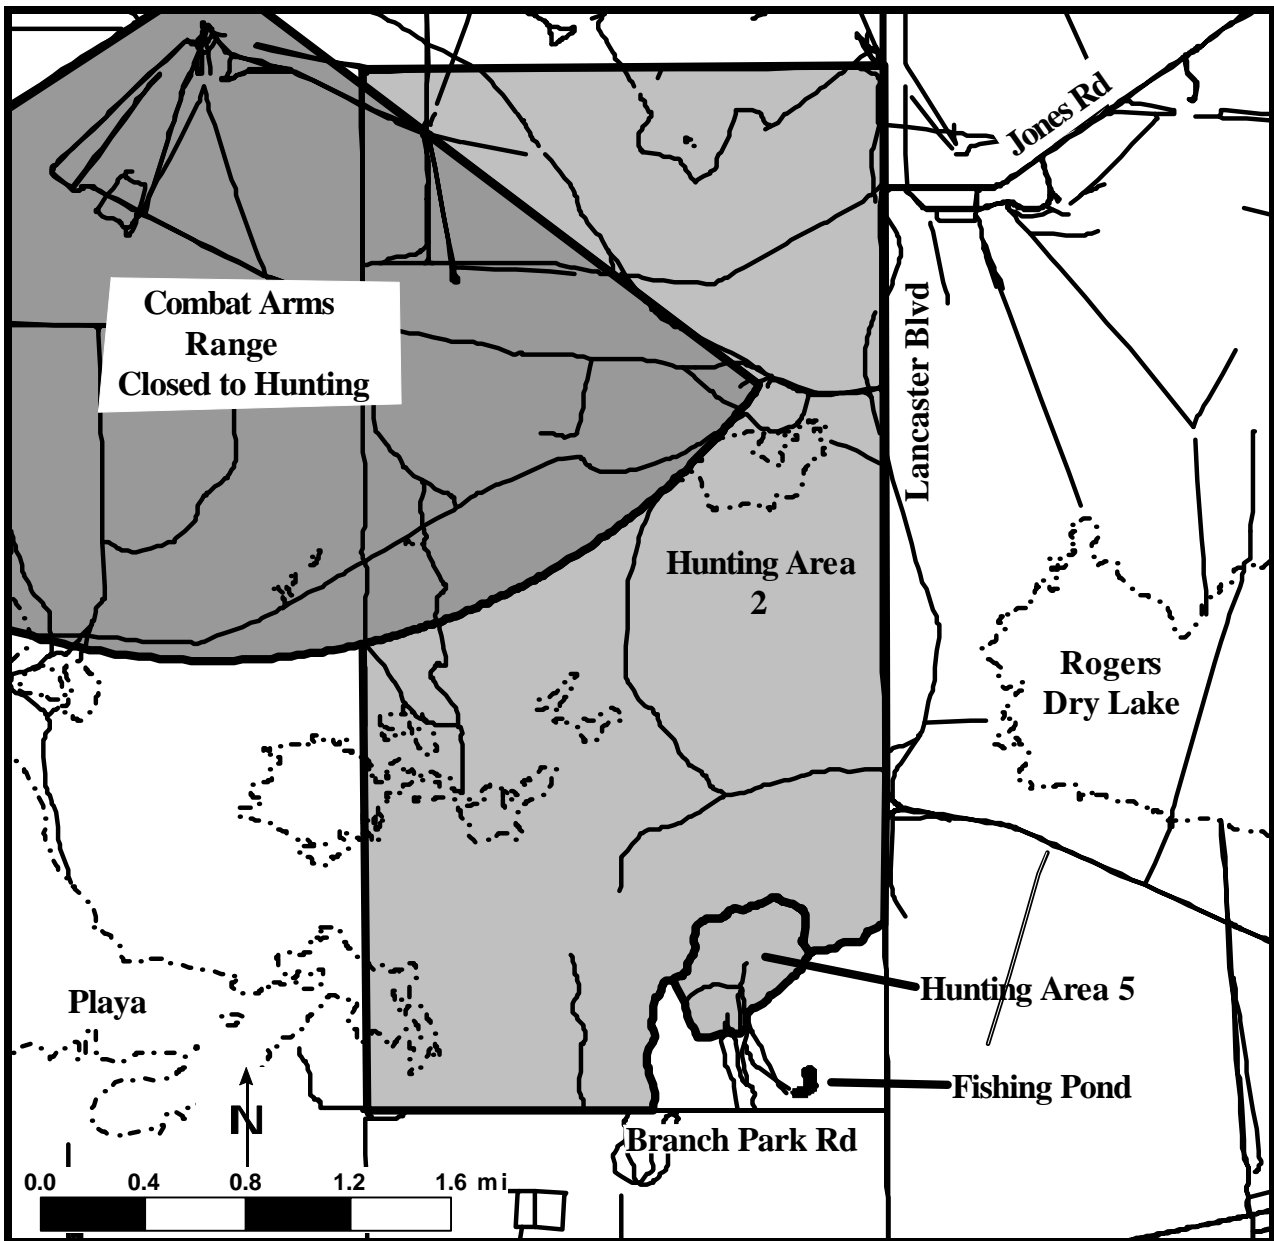 Jones Rd
Combat Arms
Range
Closed to Hunting
Lancaster Blvd
Hunting Area
2
Rogers
Dry Lake
Playa
Hunting Area 5
Fishing Pond
N
Branch Park Rd
0.0 0.4 0.8 1.2 1.6 mi